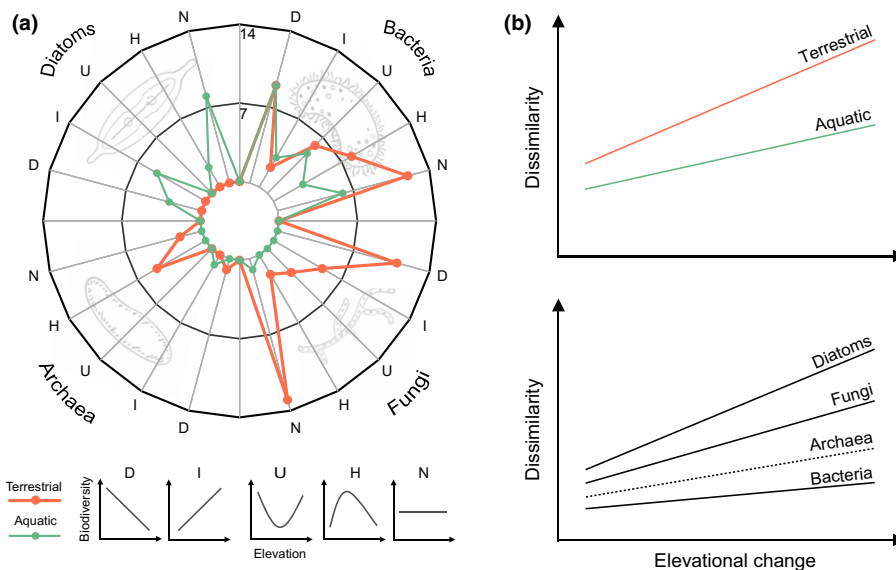 (a)
Diatoms
Bacteria
Fungi
Archaea
14
7
D
I
U
H
N
D
I
U
H
N
D
I
U
H
N
D
I
U
H
N
Terrestrial
Aquatic
Biodiversity
D
I
U
H
N
Elevation
(b)
Dissimilarity
Terrestrial
Aquatic
Dissimilarity
Diatoms
Fungi
Archaea
Bacteria
Elevational change